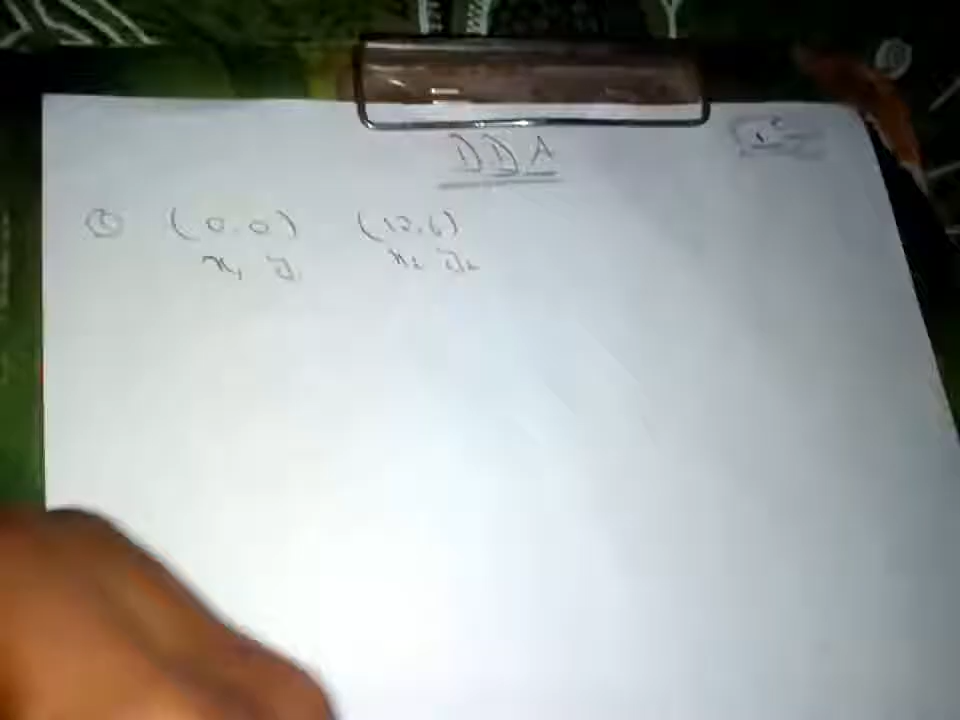 DDA
(0,0) (12,6)
x₁ y₁ x₂ y₂